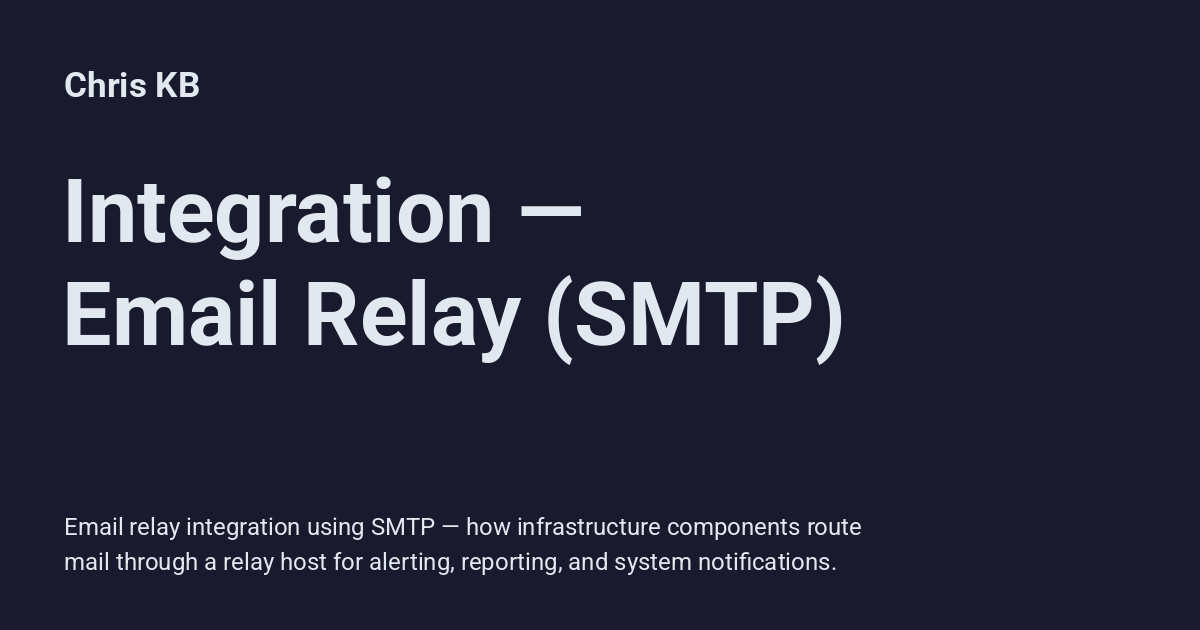 Chris KB
Integration —
Email Relay (SMTP)
Email relay integration using SMTP — how infrastructure components route
mail through a relay host for alerting, reporting, and system notifications.